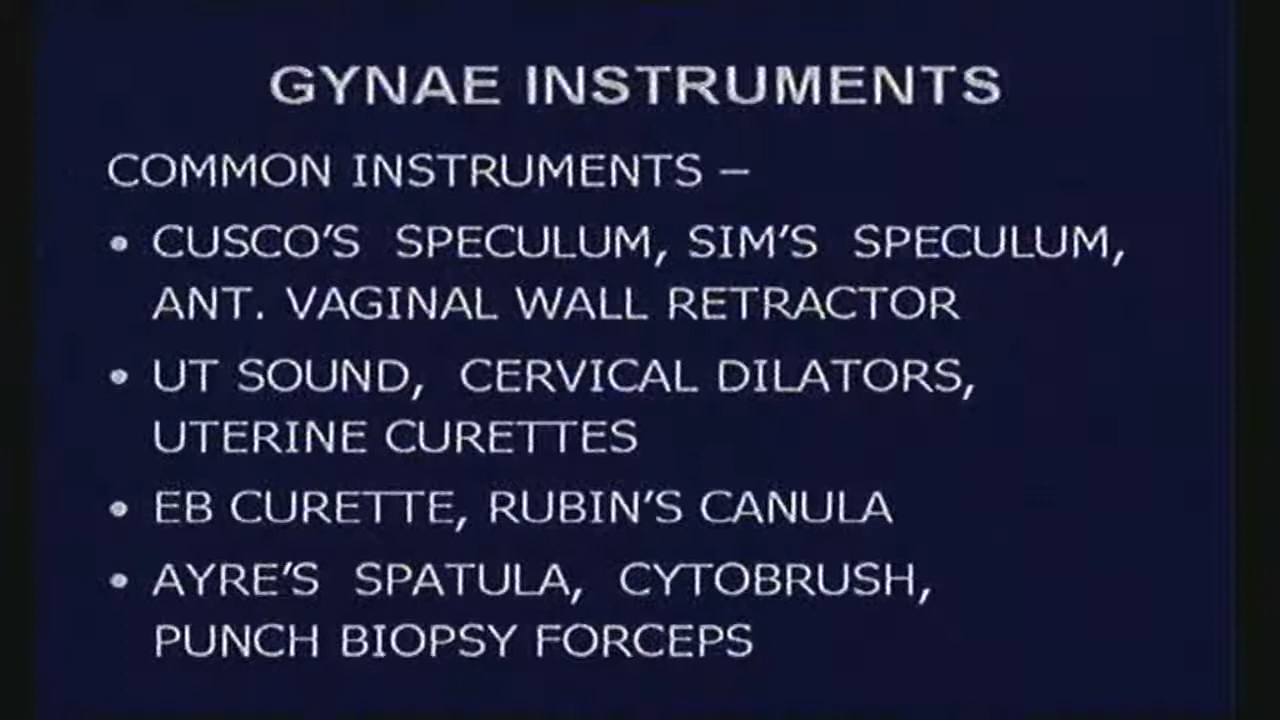 GYNAE INSTRUMENTS
COMMON INSTRUMENTS –
• CUSCO'S SPECULUM, SIM'S SPECULUM,
ANT. VAGINAL WALL RETRACTOR
• UT SOUND, CERVICAL DILATORS,
UTERINE CURETTES
• EB CURETTE, RUBIN'S CANULA
• AYRE'S SPATULA, CYTOBRUSH,
PUNCH BIOPSY FORCEPS